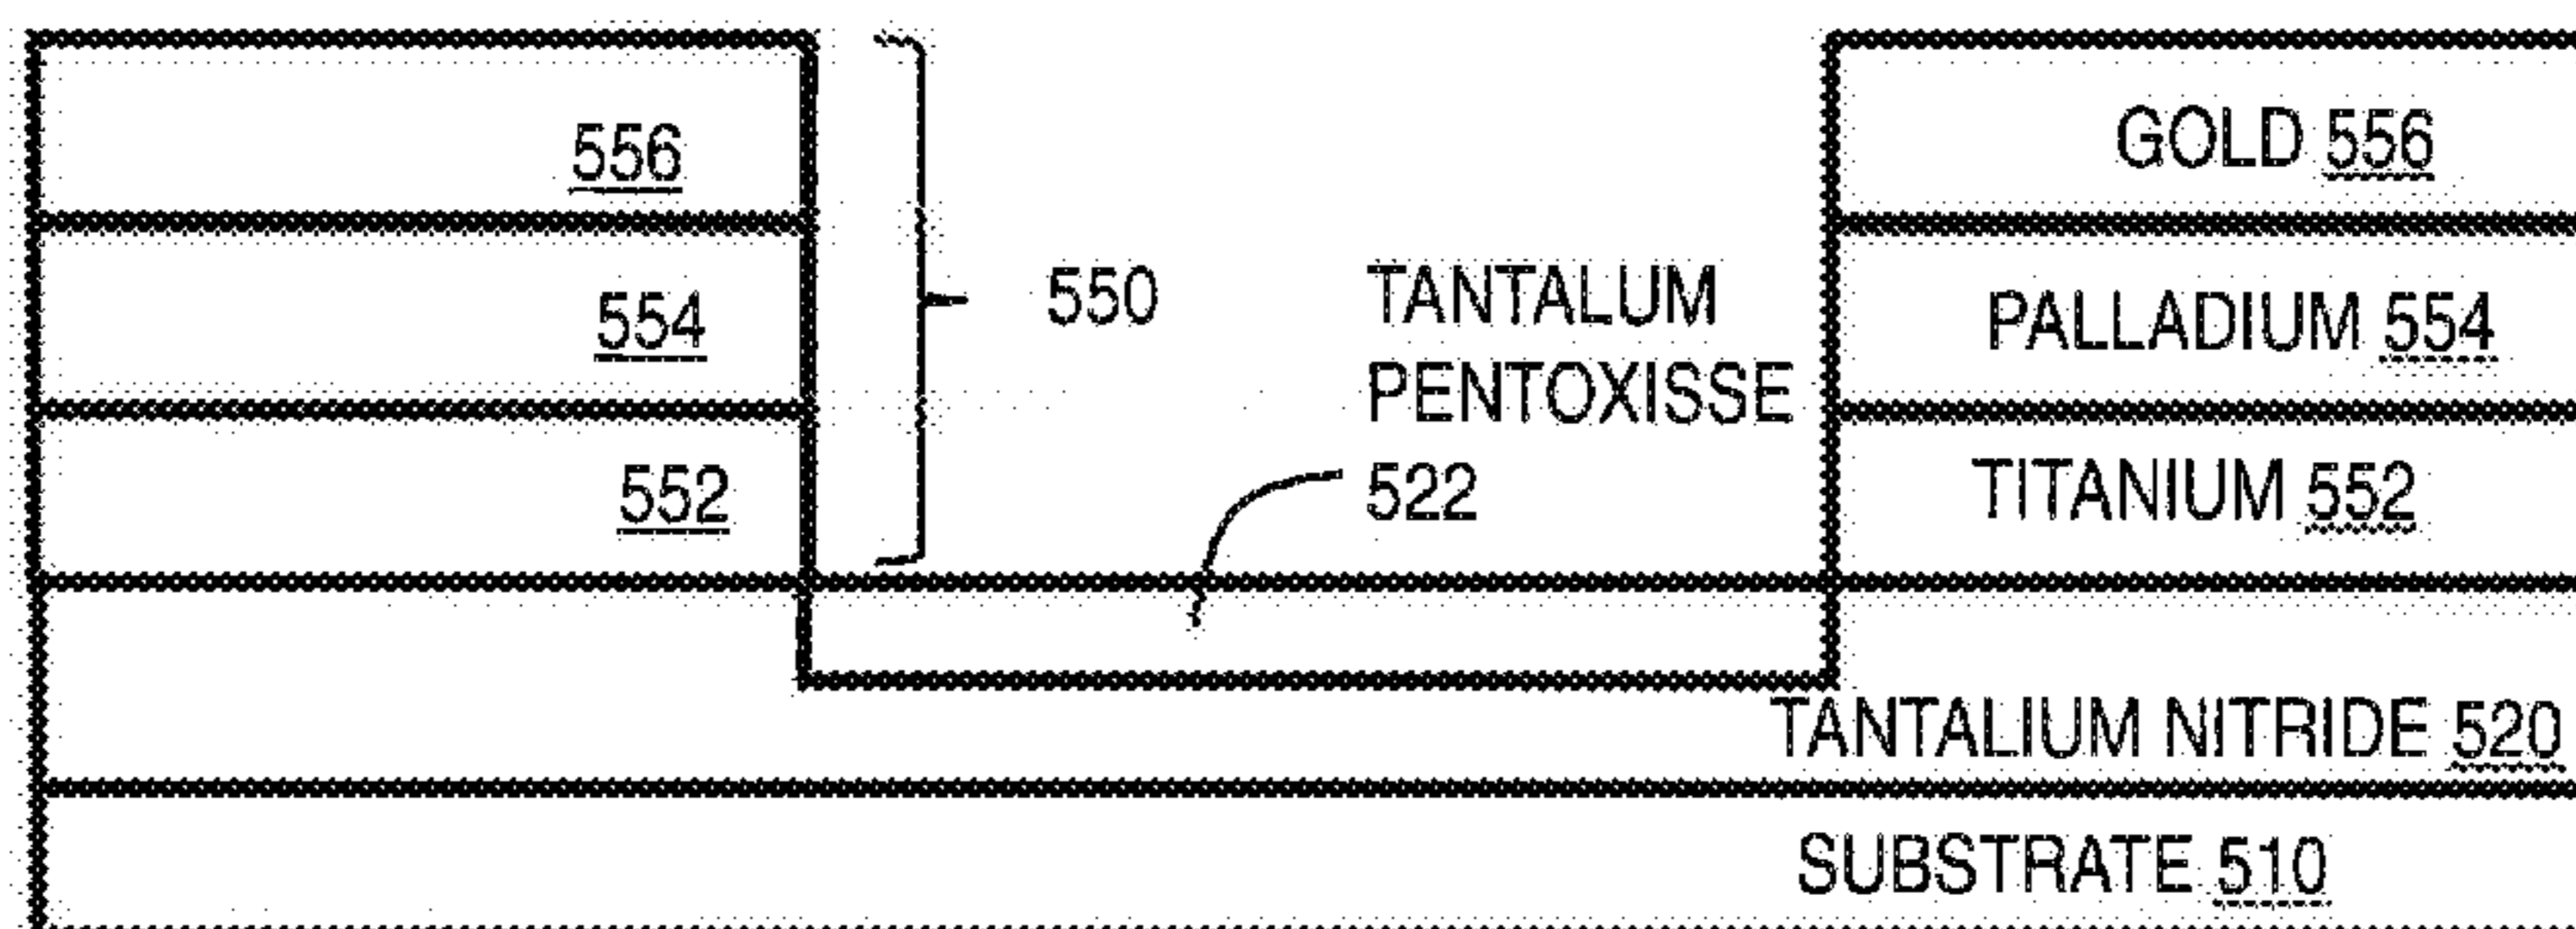 556
GOLD 556
554
550
TANTALUM
PENTOXISSE
522
PALLADIUM 554
552
TITANIUM 552
TANTALIUM NITRIDE 520
SUBSTRATE 510